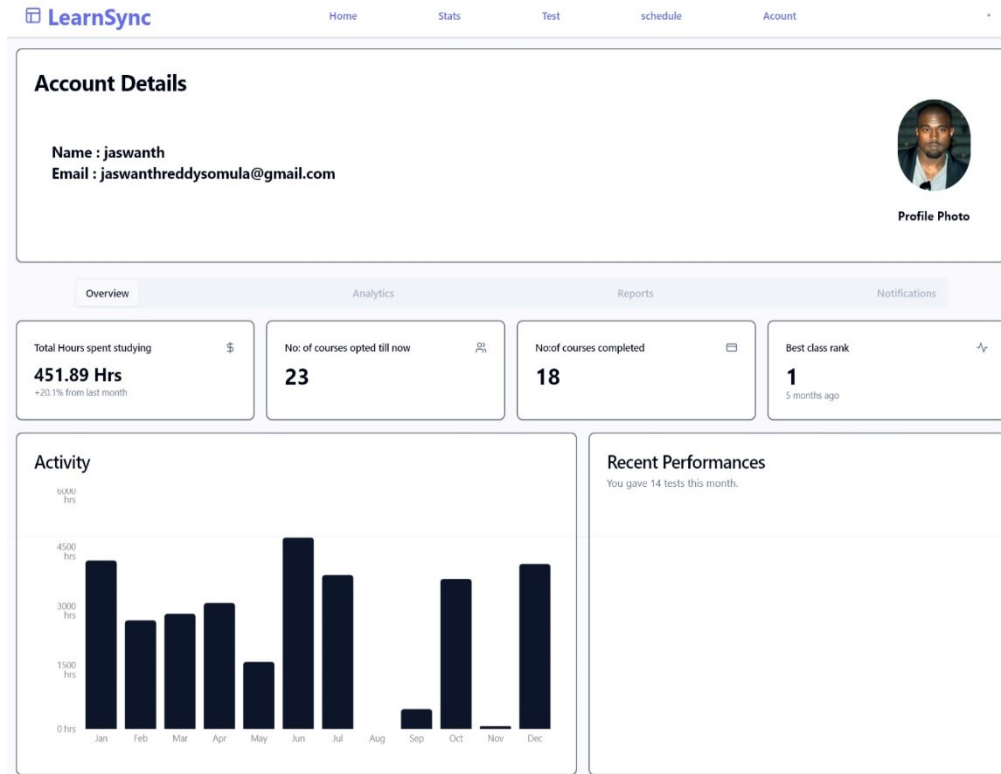 LearnSync
Home Stats Test schedule Acount
Account Details
Name : jaswanth
Email : jaswanthreddysomula@gmail.com
Profile Photo
Overview Analytics Reports Notifications
Total Hours spent studying $
451.89 Hrs
+20.1% from last month
No: of courses opted till now
23
No:of courses completed
18
Best class rank
1
5 months ago
Activity
6000
hrs
4500
hrs
3000
hrs
1500
hrs
0 hrs
Jan Feb Mar Apr May Jun Jul Aug Sep Oct Nov Dec
Recent Performances
You gave 14 tests this month.